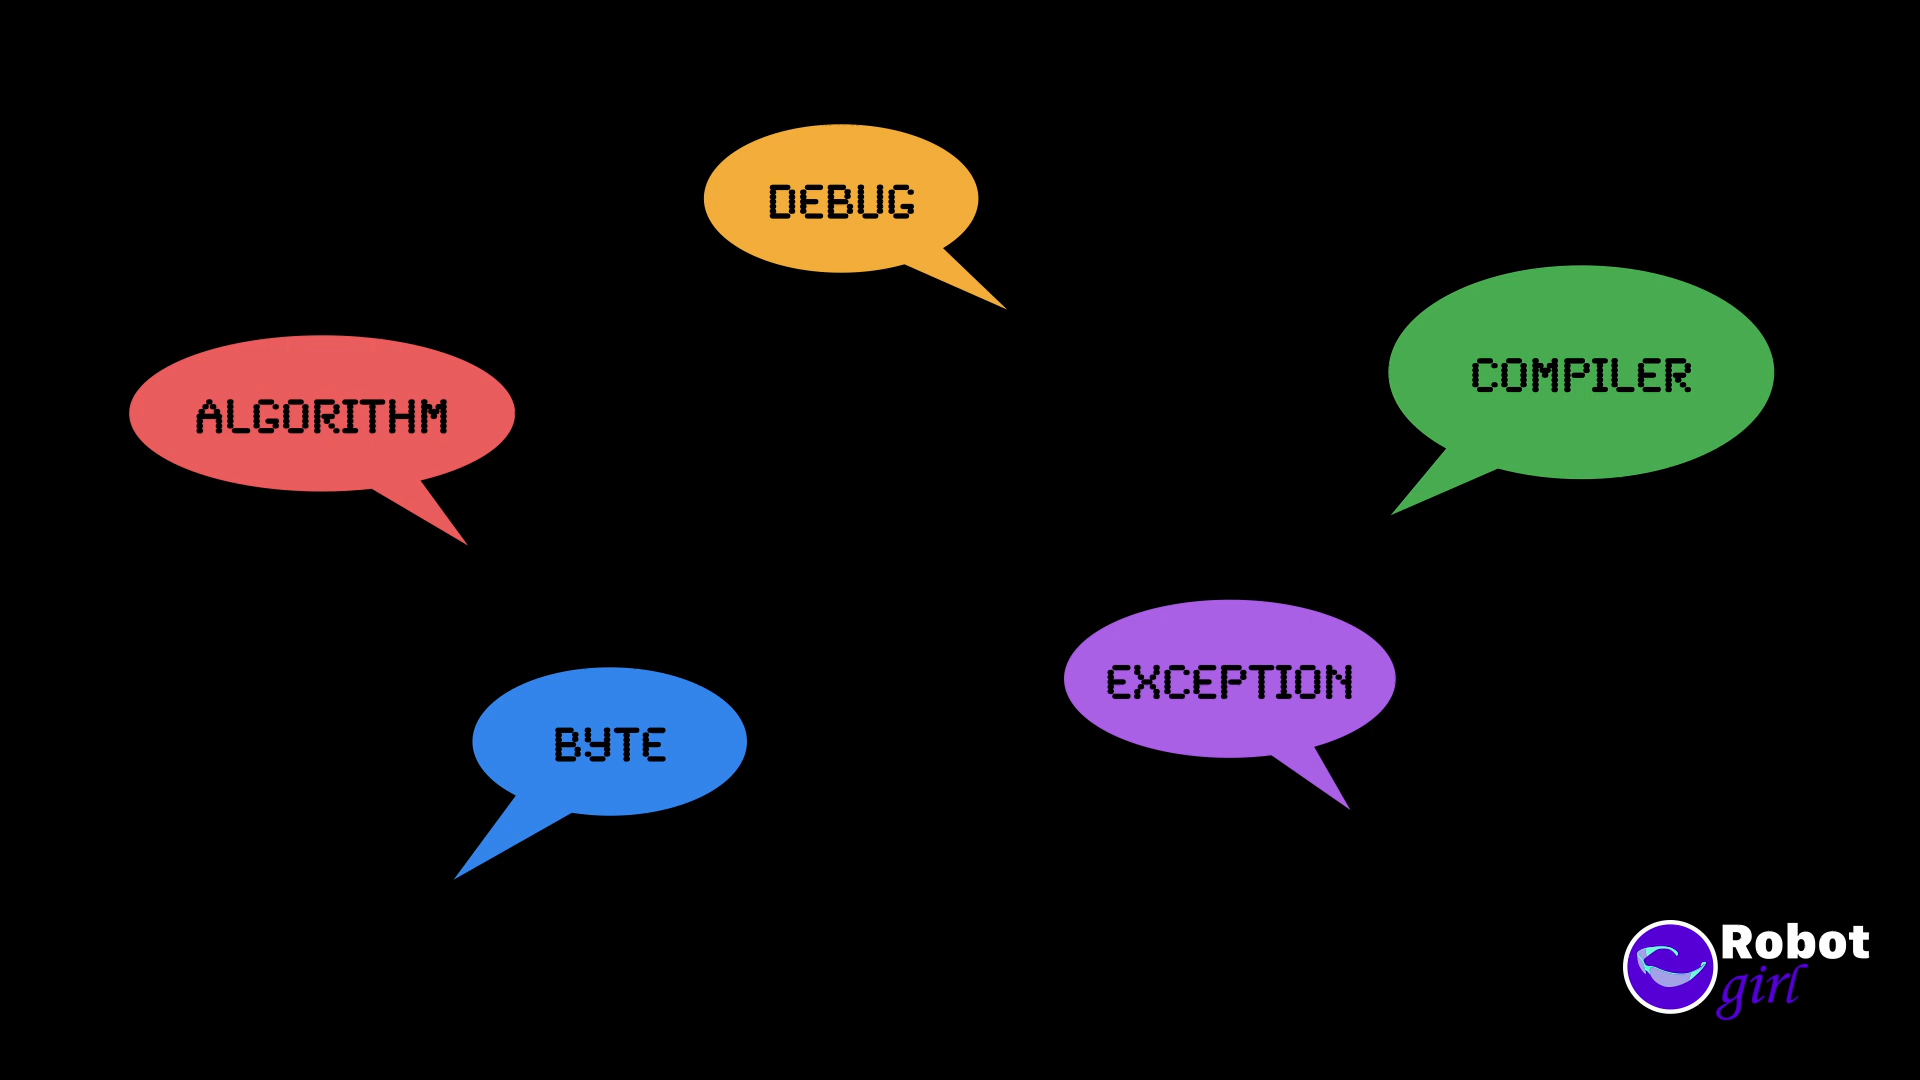 DEBUG
COMPILER
ALGORITHM
EXCEPTION
BYTE
Robot
girl